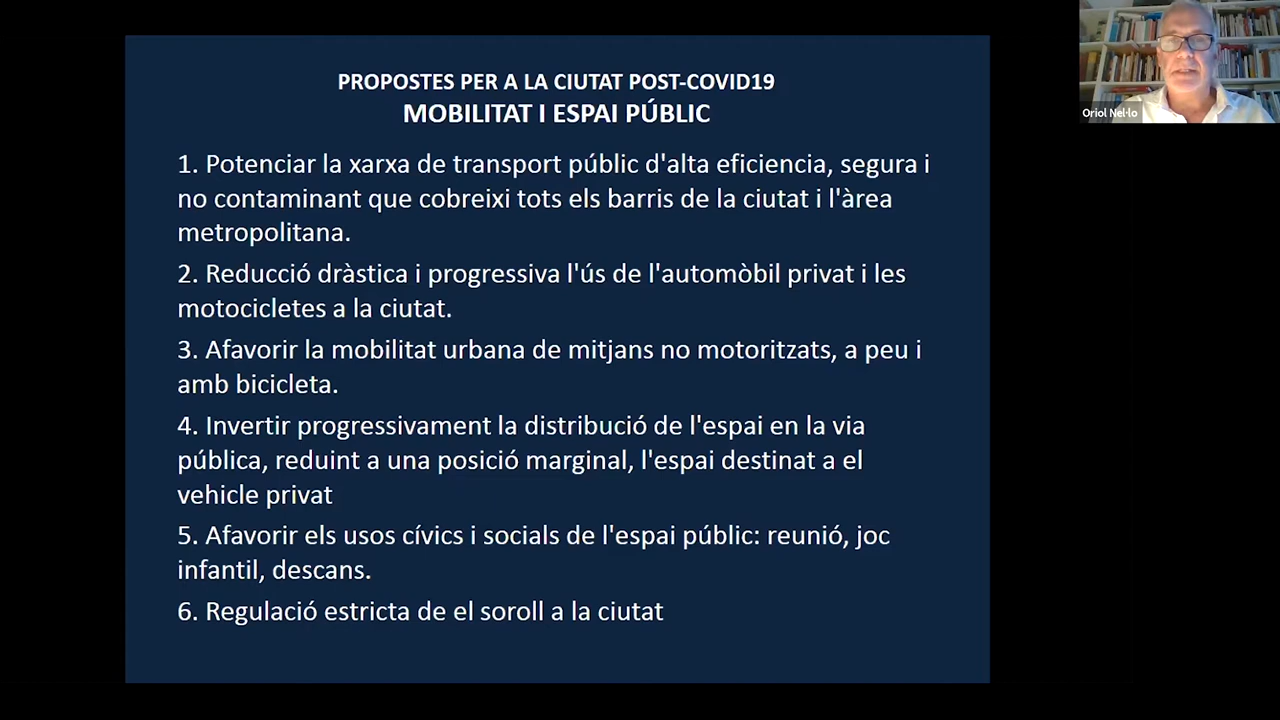 PROPOSTES PER A LA CIUTAT POST-COVID19
MOBILITAT I ESPAI PÚBLIC
1. Potenciar la xarxa de transport públic d'alta eficiencia, segura i
no contaminant que cobreixi tots els barris de la ciutat i l'àrea
metropolitana.
2. Reducció dràstica i progressiva l'ús de l'automòbil privat i les
motocicletes a la ciutat.
3. Afavorir la mobilitat urbana de mitjans no motoritzats, a peu i
amb bicicleta.
4. Invertir progressivament la distribució de l'espai en la via
pública, reduint a una posició marginal, l'espai destinat a el
vehicle privat
5. Afavorir els usos cívics i socials de l'espai públic: reunió, joc
infantil, descans.
6. Regulació estricta de el soroll a la ciutat
Oriol Nel·lo